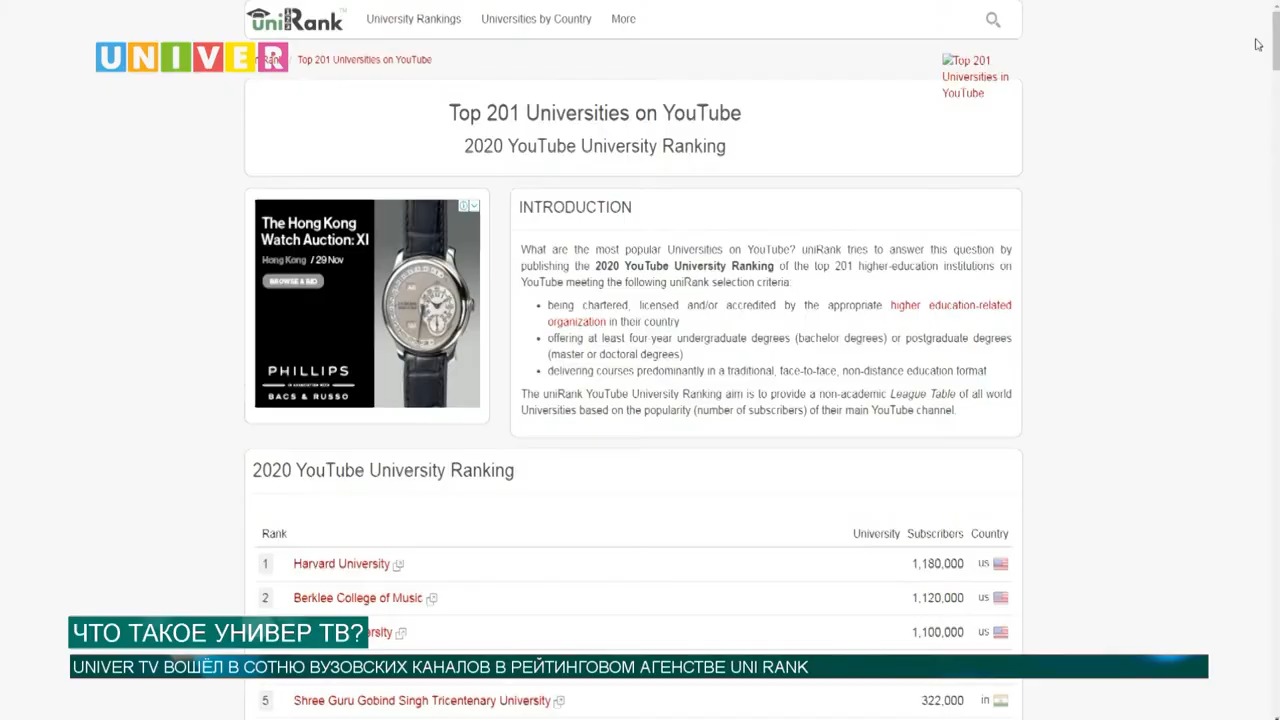 uniRank
University Rankings
Universities by Country
More
UNIVER
Top 201 Universities on YouTube
Top 201
Universities in
YouTube
Top 201 Universities on YouTube
2020 YouTube University Ranking
The Hong Kong
Watch Auction: XI
Hong Kong / 29 Nov
BROWSE & BID
PHILLIPS
IN ASSOCIATION WITH
BACS & RUSSO
INTRODUCTION
What are the most popular Universities on YouTube? uniRank tries to answer this question by
publishing the 2020 YouTube University Ranking of the top 201 higher-education institutions on
YouTube meeting the following uniRank selection criteria:
being chartered, licensed and/or accredited by the appropriate higher education-related
organization in their country
offering at least four year undergraduate degrees (bachelor degrees) or postgraduate degrees
(master or doctoral degrees)
delivering courses predominantly in a traditional, face-to-face, non-distance education format
The uniRank YouTube University Ranking aim is to provide a non-academic League Table of all world
Universities based on the popularity (number of subscribers) of their main YouTube channel.
2020 YouTube University Ranking
Rank University Subscribers Country
1 Harvard University 1,180,000 us
2 Berklee College of Music 1,120,000 us
1,100,000 us
ЧТО ТАКОЕ УНИВЕР ТВ?
UNIVER TV ВОШЁЛ В СОТНЮ ВУЗОВСКИХ КАНАЛОВ В РЕЙТИНГОВОМ АГЕНСТВЕ UNI RANK
5 Shree Guru Gobind Singh Tricentenary University 322,000 in